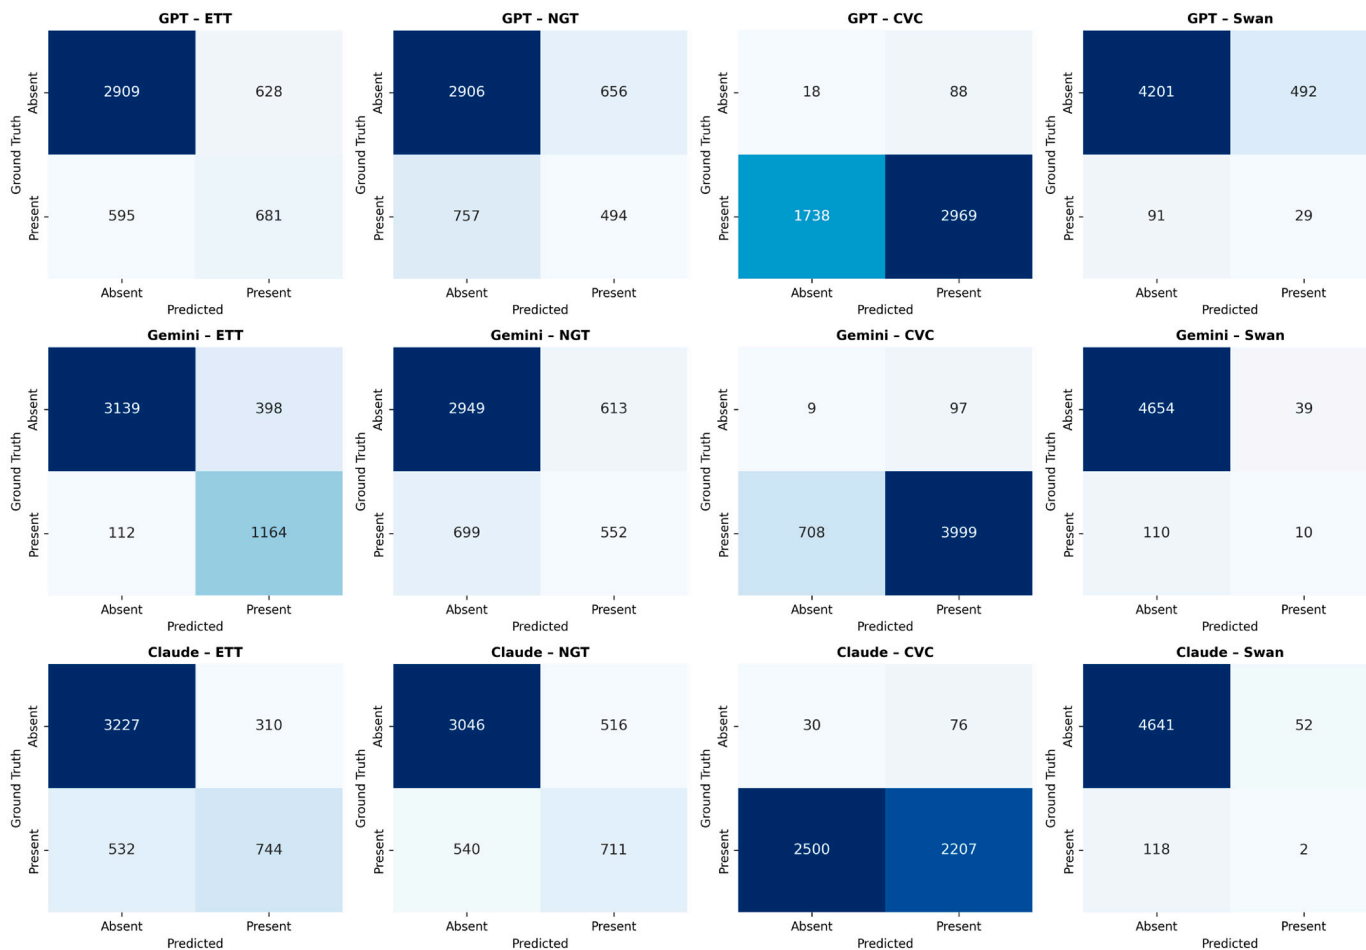 GPT – ETT
GPT – NGT
GPT – CVC
GPT – Swan
Ground Truth
Absent
Present
2909 628
595 681
Absent Present
Predicted
Ground Truth
Absent
Present
2906 656
757 494
Absent Present
Predicted
Ground Truth
Absent
Present
18 88
1738 2969
Absent Present
Predicted
Ground Truth
Absent
Present
4201 492
91 29
Absent Present
Predicted
Gemini – ETT
Gemini – NGT
Gemini – CVC
Gemini – Swan
Ground Truth
Absent
Present
3139 398
112 1164
Absent Present
Predicted
Ground Truth
Absent
Present
2949 613
699 552
Absent Present
Predicted
Ground Truth
Absent
Present
9 97
708 3999
Absent Present
Predicted
Ground Truth
Absent
Present
4654 39
110 10
Absent Present
Predicted
Claude – ETT
Claude – NGT
Claude – CVC
Claude – Swan
Ground Truth
Absent
Present
3227 310
532 744
Absent Present
Predicted
Ground Truth
Absent
Present
3046 516
540 711
Absent Present
Predicted
Ground Truth
Absent
Present
30 76
2500 2207
Absent Present
Predicted
Ground Truth
Absent
Present
4641 52
118 2
Absent Present
Predicted